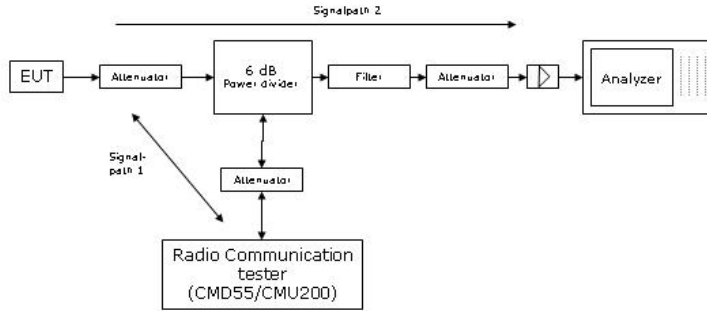 Signalpath 2
EUT
Attenuator
6 dB
Power divider
Filter
Attenuator
Analyzer
Signal-
path 1
Attenuator
Radio Communication
tester
(CMD55/CMU200)